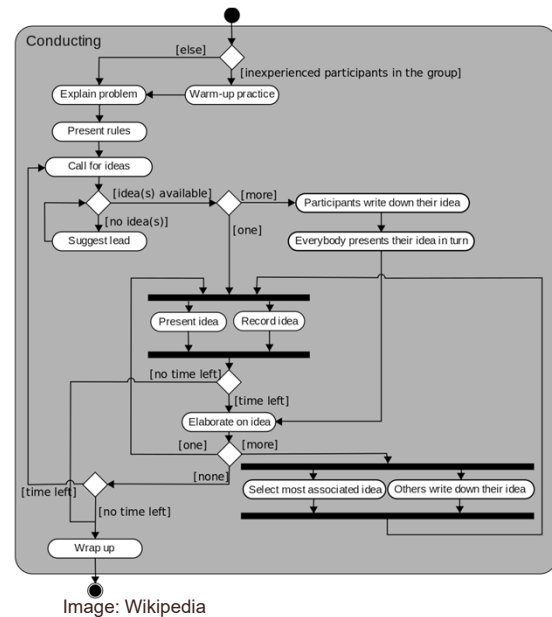 Conducting
[else]
[inexperienced participants in the group]
Explain problem
Warm-up practice
Present rules
Call for ideas
[idea(s) available]
[more]
Participants write down their idea
[no idea(s)]
[one]
Suggest lead
Everybody presents their idea in turn
Present idea
Record idea
[no time left]
[time left]
Elaborate on idea
[one]
[more]
[none]
Select most associated idea
Others write down their idea
[time left]
[no time left]
Wrap up
Image: Wikipedia